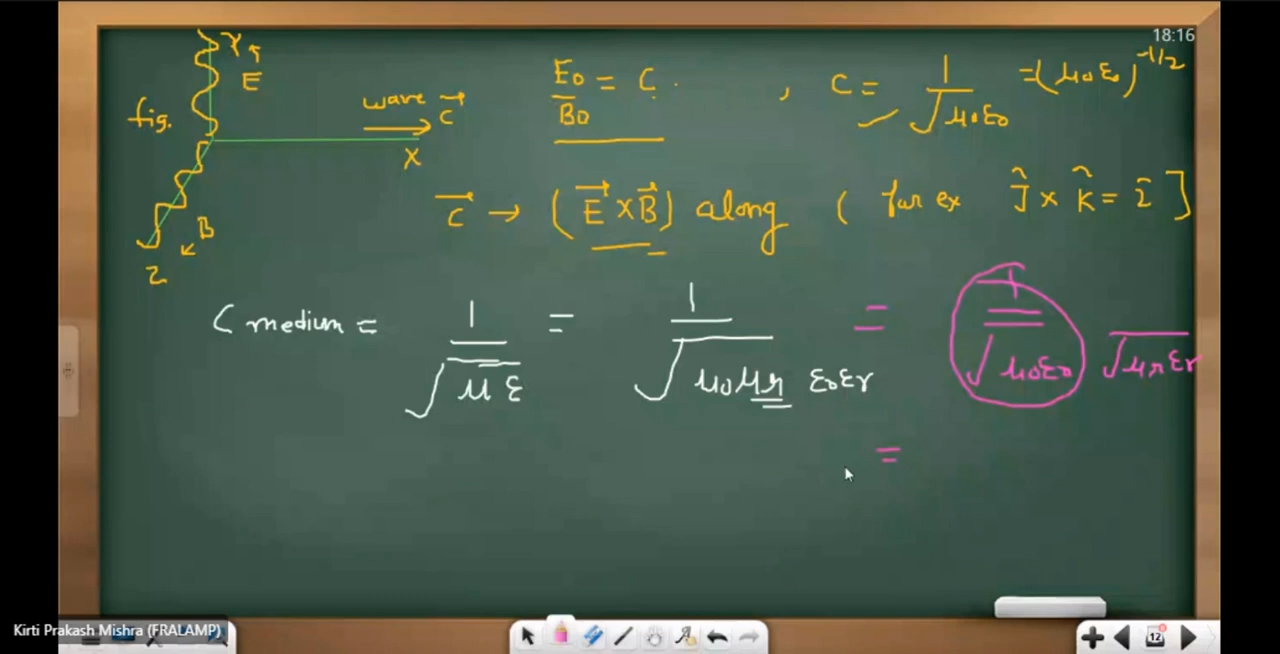 18:16
Y
E
fig.
wave c⃗
X
B
Z
E₀/B₀ = C. , C = 1/√μ₀ε₀ = (μ₀ε₀)^-1/2
c⃗ → (E⃗ × B⃗) along ( for ex ĵ × k̂ = î ]
C medium = 1/√με = 1/√μ₀μr ε₀εr = 1/√μ₀ε₀ √μrεr
=
Kirti Prakash Mishra (FRALAMP)
12